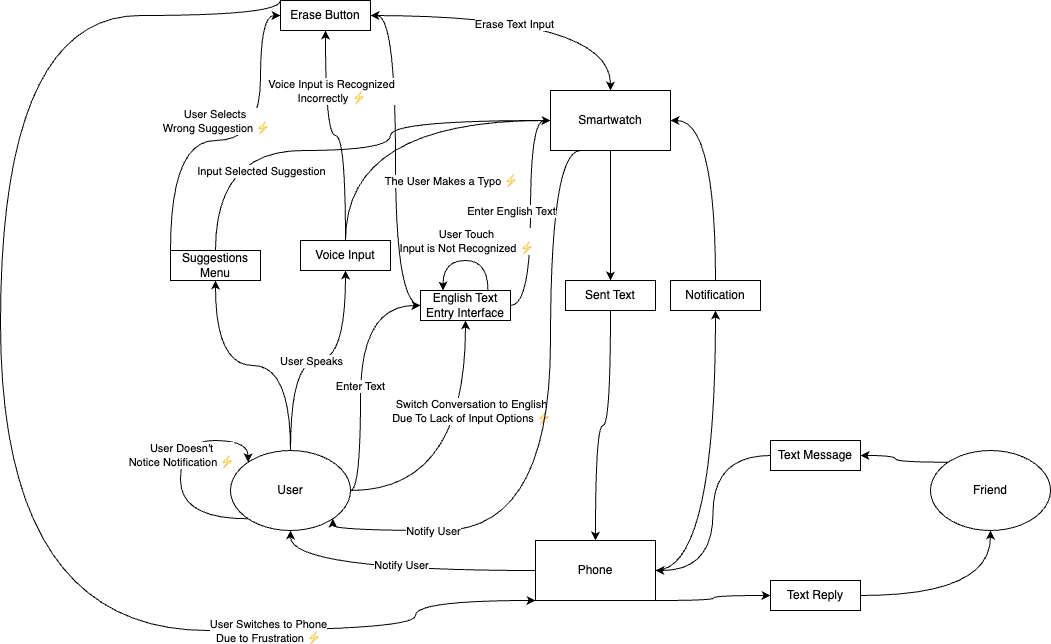 Erase Button
Erase Text Input
Voice Input is Recognized
Incorrectly ⚡
User Selects
Wrong Suggestion ⚡
Smartwatch
Input Selected Suggestion
The User Makes a Typo ⚡
Enter English Text
User Touch
Input is Not Recognized ⚡
Suggestions
Menu
Voice Input
English Text
Entry Interface
Sent Text
Notification
User Speaks
Enter Text
Switch Conversation to English
Due To Lack of Input Options ⚡
User Doesn't
Notice Notification ⚡
Text Message
User
Friend
Notify User
Notify User
Phone
Text Reply
User Switches to Phone
Due to Frustration ⚡